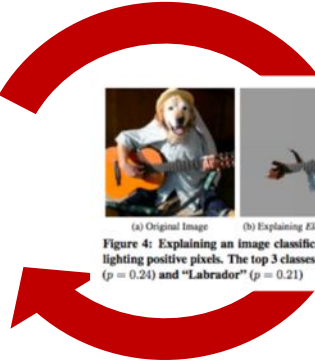 (a) Original Image (b) Explaining
Figure 4: Explaining an image classific
lighting positive pixels. The top 3 classes
(p = 0.24) and “Labrador” (p = 0.21)